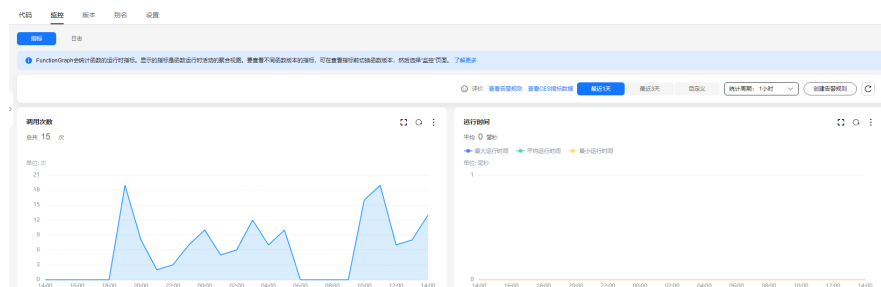 代码 监控 版本 别名 设置
指标 日志
FunctionGraph会统计函数的运行时指标。显示的指标是函数运行时活动的聚合视图。要查看不同函数版本的指标，可在查看指标前切换函数版本，然后选择“监控”页面。 了解更多
评价 查看告警规则 查看CES指标数据 最近1天 最近3天 自定义 统计周期: 1小时 创建告警规则
调用次数
总共 15 次
单位: 次
21
18
15
12
9
6
3
0
14:00 16:00 18:00 20:00 22:00 00:00 02:00 04:00 06:00 08:00 10:00 12:00 14:00
运行时间
平均 0 毫秒
最大运行时间 平均运行时间 最小运行时间
单位: 毫秒
1
0
14:00 16:00 18:00 20:00 22:00 00:00 02:00 04:00 06:00 08:00 10:00 12:00 14:00